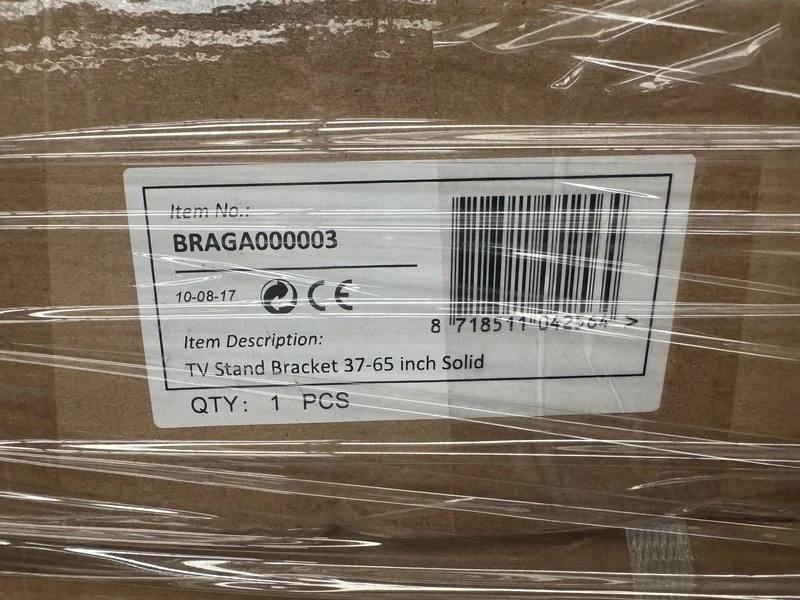 Item No.:
BRAGA000003
10-08-17 CE
Item Description:
TV Stand Bracket 37-65 inch Solid
QTY: 1 PCS
8 718511 042564 >